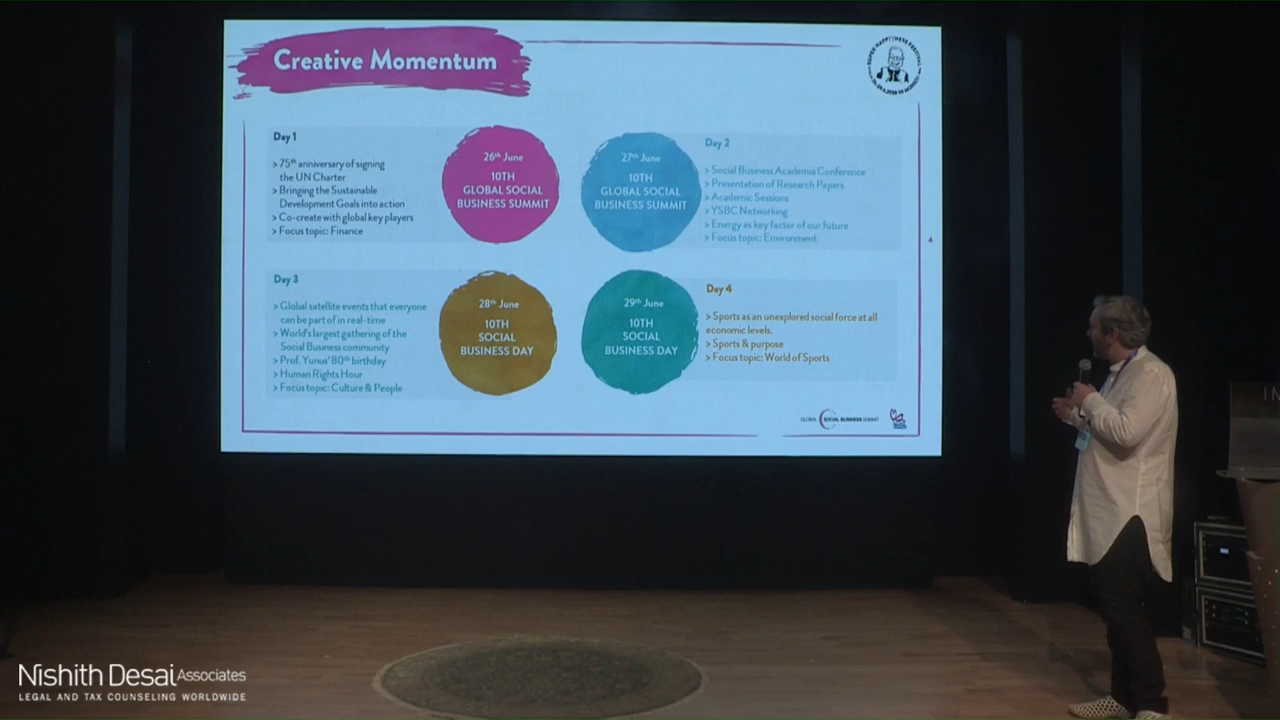 Creative Momentum
Day 1
> 75th anniversary of signing
the UN Charter
> Bringing the Sustainable
Development Goals into action
> Co-create with global key players
> Focus topic: Finance
26th June
10TH
GLOBAL SOCIAL
BUSINESS SUMMIT
27th June
10TH
GLOBAL SOCIAL
BUSINESS SUMMIT
Day 2
> Social Business Academia Conference
> Presentation of Research Papers
> Academic Sessions
> YSBC Networking
> Energy as key factor of our future
> Focus topic: Environment
4
Day 3
> Global satellite events that everyone
can be part of in real-time
> World's largest gathering of the
Social Business community
> Prof. Yunus' 80th birthday
> Human Rights Hour
> Focus topic: Culture & People
28th June
10TH
SOCIAL
BUSINESS DAY
29th June
10TH
SOCIAL
BUSINESS DAY
Day 4
> Sports as an unexplored social force at all
economic levels.
> Sports & purpose
> Focus topic: World of Sports
GLOBAL SOCIAL BUSINESS SUMMIT
IN
Nishith Desai Associates
LEGAL AND TAX COUNSELING WORLDWIDE